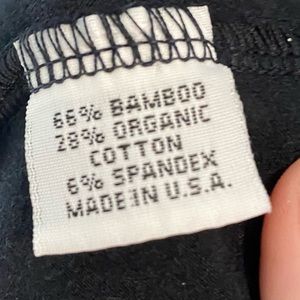 66% BAMBOO
28% ORGANIC
COTTON
6% SPANDEX
MADE IN U.S.A.